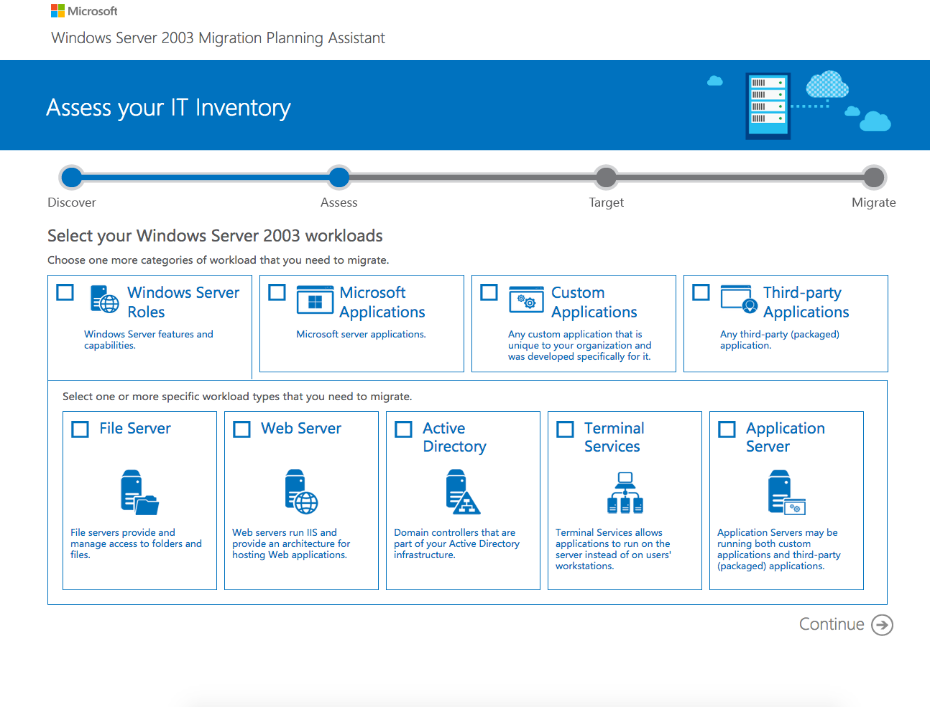 Microsoft
Windows Server 2003 Migration Planning Assistant
Assess your IT Inventory
Discover
Assess
Target
Migrate
Select your Windows Server 2003 workloads
Choose one more categories of workload that you need to migrate.
Windows Server
Roles
Windows Server features and
capabilities.
Microsoft
Applications
Microsoft server applications.
Custom
Applications
Any custom application that is
unique to your organization and
was developed specifically for it.
Third-party
Applications
Any third-party (packaged)
application.
Select one or more specific workload types that you need to migrate.
File Server
File servers provide and
manage access to folders and
files.
Web Server
Web servers run IIS and
provide an architecture for
hosting Web applications.
Active
Directory
Domain controllers that are
part of your Active Directory
infrastructure.
Terminal
Services
Terminal Services allows
applications to run on the
server instead of on users'
workstations.
Application
Server
Application Servers may be
running both custom
applications and third-party
(packaged) applications.
Continue